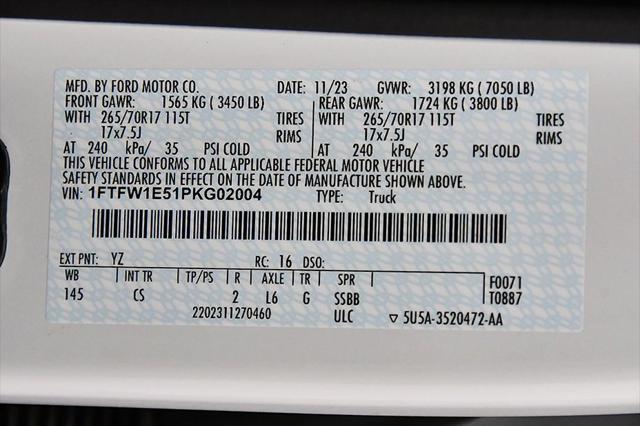 MFD. BY FORD MOTOR CO. DATE: 11/23 GVWR: 3198 KG ( 7050 LB)
FRONT GAWR: 1565 KG ( 3450 LB) REAR GAWR: 1724 KG ( 3800 LB)
WITH 265/70R17 115T TIRES WITH 265/70R17 115T TIRES
17x7.5J RIMS 17x7.5J RIMS
AT 240 kPa/ 35 PSI COLD AT 240 kPa/ 35 PSI COLD
THIS VEHICLE CONFORMS TO ALL APPLICABLE FEDERAL MOTOR VEHICLE
SAFETY STANDARDS IN EFFECT ON THE DATE OF MANUFACTURE SHOWN ABOVE.
VIN: 1FTFW1E51PKG02004 TYPE: Truck
EXT PNT: YZ RC: 16 DSO:
WB INT TR TP/PS R AXLE TR SPR F0071
145 CS 2 L6 G SSBB T0887
2202311270460 ULC ▽ 5U5A-3520472-AA